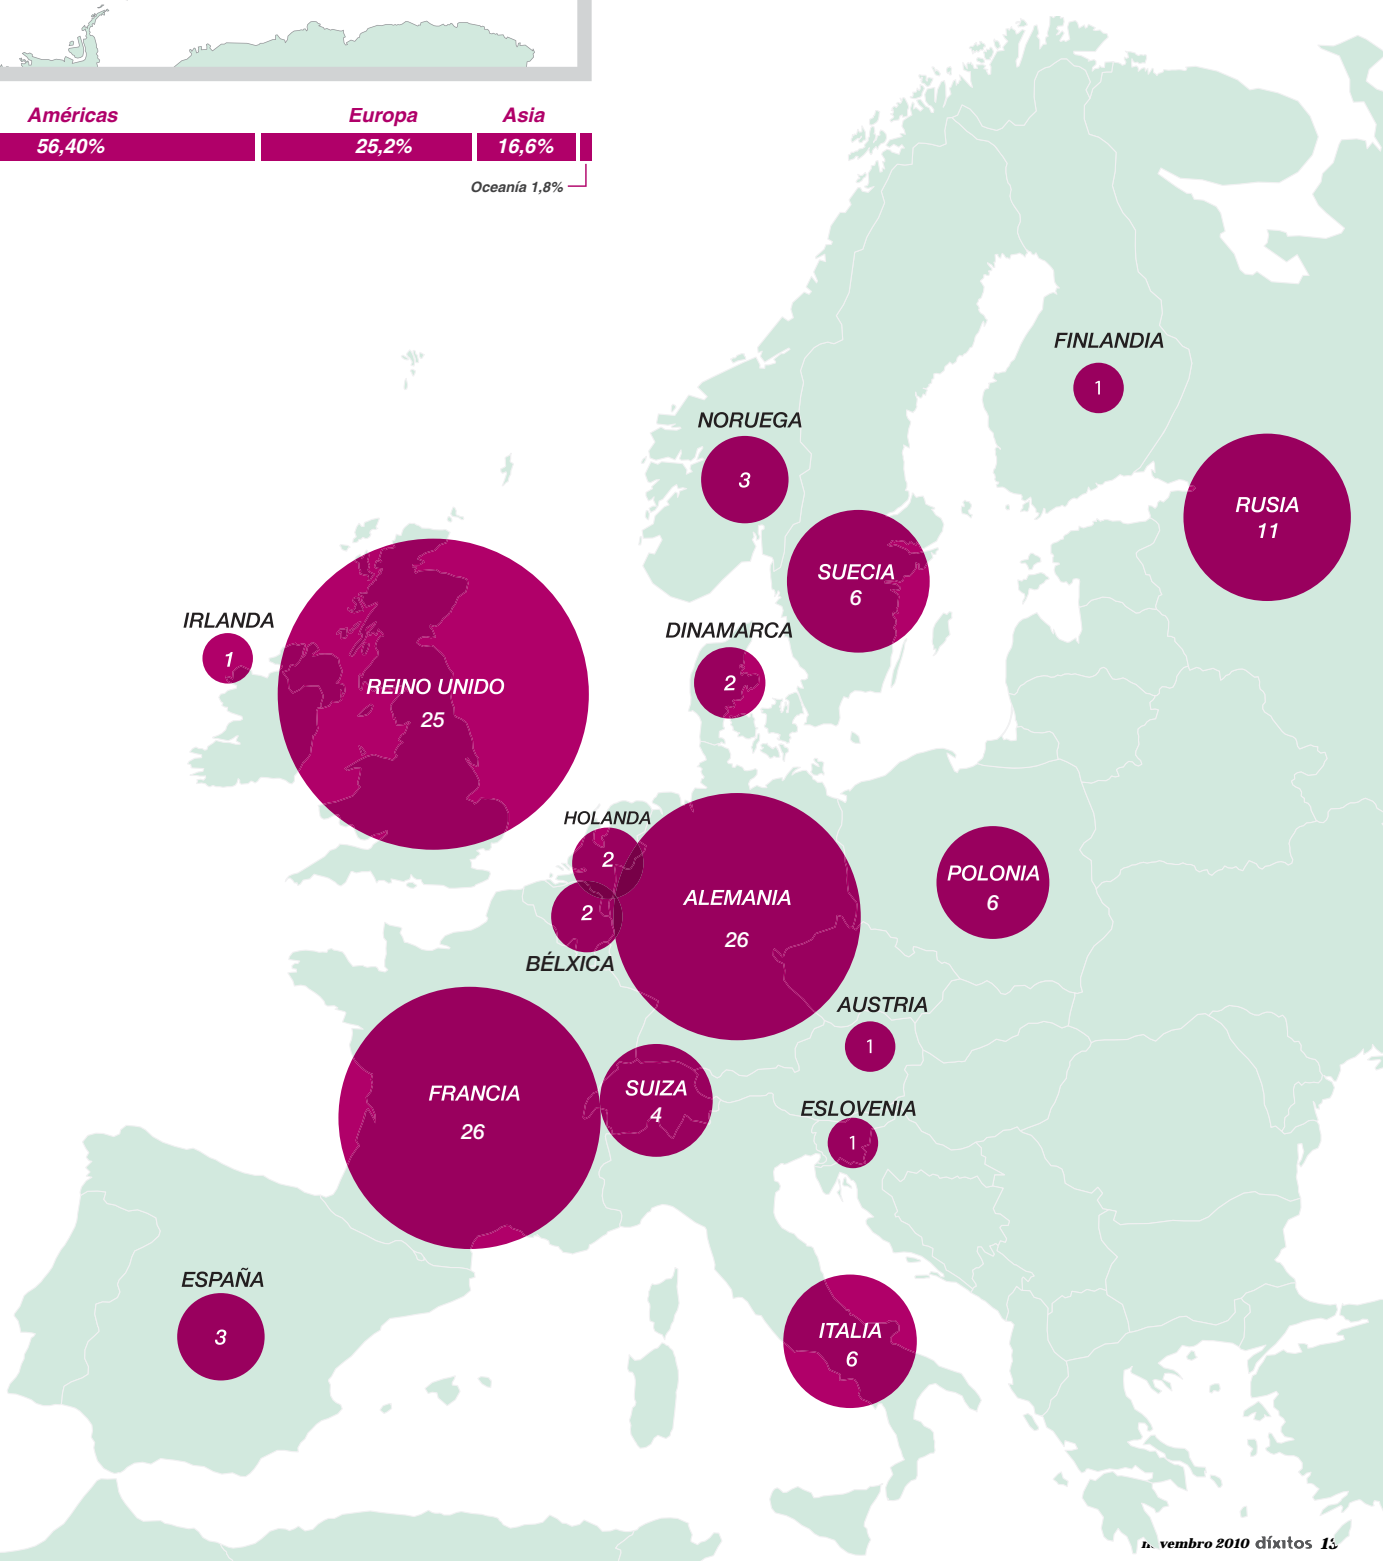 Américas Europa Asia
56,40% 25,2% 16,6%
Oceanía 1,8%
FINLANDIA
1
NORUEGA
3
RUSIA
11
SUECIA
6
IRLANDA
1
DINAMARCA
2
REINO UNIDO
25
HOLANDA
2
ALEMANIA
26
POLONIA
6
2
BÉLXICA
AUSTRIA
1
FRANCIA
26
SUIZA
4
ESLOVENIA
1
ESPAÑA
3
ITALIA
6
2010 díxitos